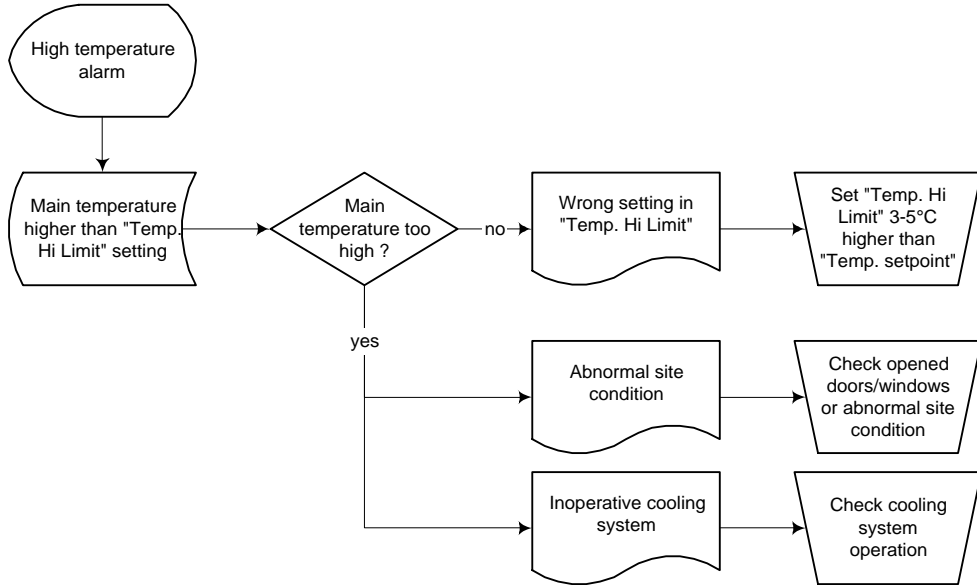 High temperature
alarm
Main temperature
higher than "Temp.
Hi Limit" setting
Main
temperature too
high ?
no
Wrong setting in
"Temp. Hi Limit"
Set "Temp. Hi
Limit" 3-5°C
higher than
"Temp. setpoint"
yes
Abnormal site
condition
Check opened
doors/windows
or abnormal site
condition
Inoperative cooling
system
Check cooling
system
operation